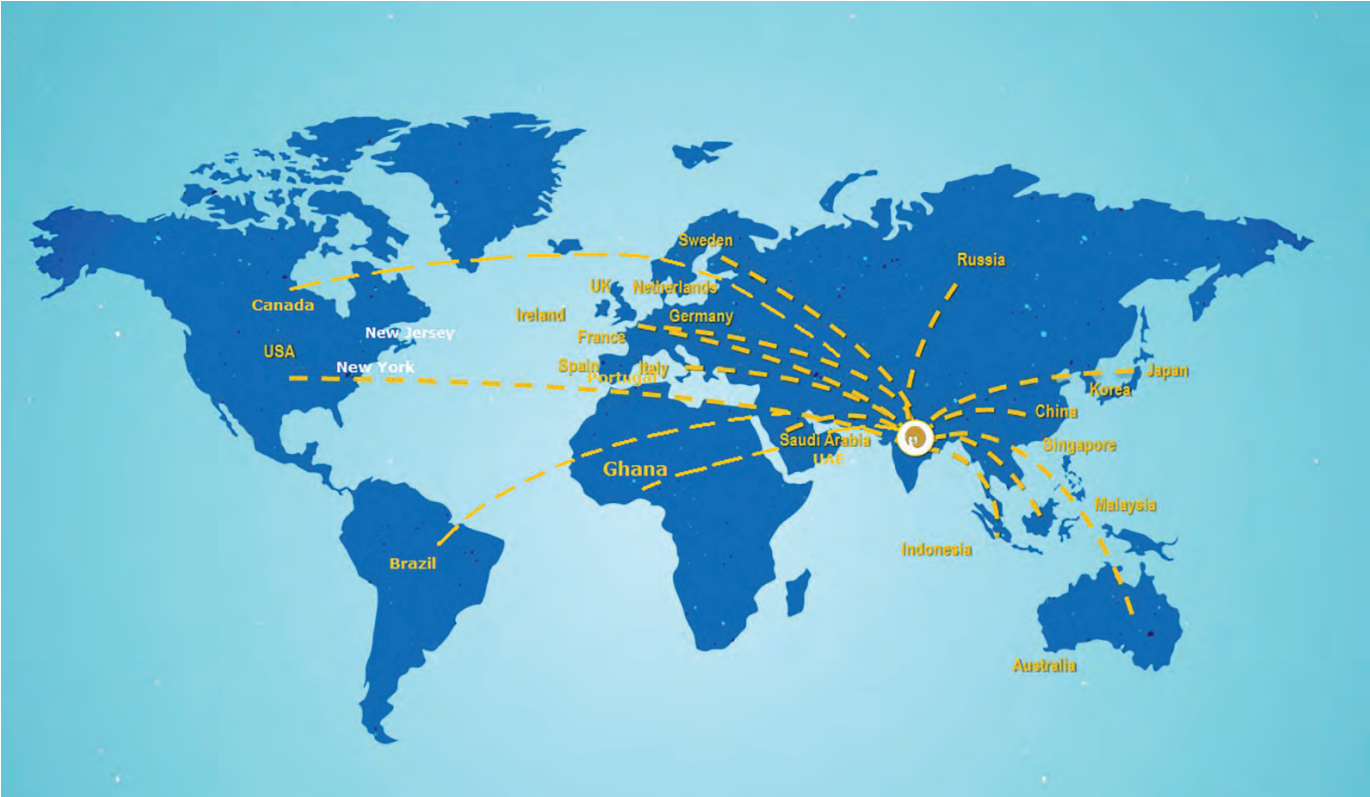 Sweden
Russia
UK
Netherlands
Canada
Ireland
Germany
New Jersey
France
USA
New York
Spain
Italy
Portugal
Japan
Korea
China
Saudi Arabia
Singapore
UAE
Ghana
Malaysia
Indonesia
Brazil
Australia